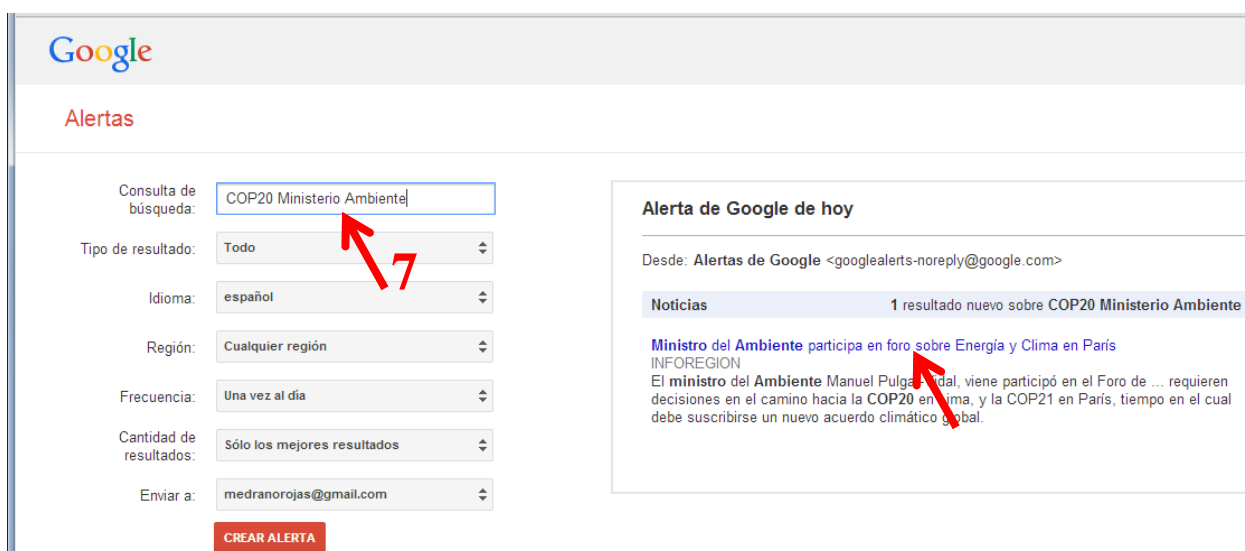 Google
Alertas
Consulta de
búsqueda:
COP20 Ministerio Ambiente
Tipo de resultado:
Todo
7
Idioma:
español
Región:
Cualquier región
Frecuencia:
Una vez al día
Cantidad de
resultados:
Sólo los mejores resultados
Enviar a:
medranorojas@gmail.com
CREAR ALERTA
Alerta de Google de hoy
Desde: Alertas de Google <googlealerts-noreply@google.com>
Noticias 1 resultado nuevo sobre COP20 Ministerio Ambiente
Ministro del Ambiente participa en foro sobre Energía y Clima en París
INFOREGION
El ministro del Ambiente Manuel Pulgar-Vidal, viene participó en el Foro de ... requieren
decisiones en el camino hacia la COP20 en Lima, y la COP21 en París, tiempo en el cual
debe suscribirse un nuevo acuerdo climático global.